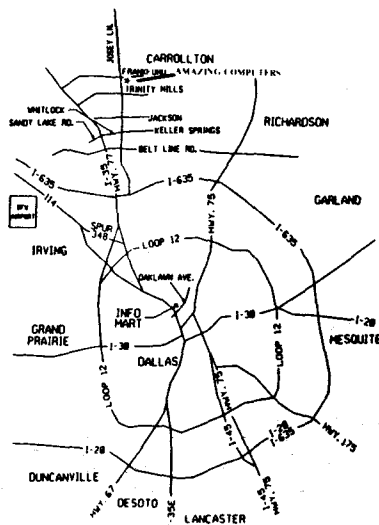 JOSEY LN.
CARROLLTON
AMAZING COMPUTERS
TRINITY HILLS
WHITLOCK
JACKSON
SANDY LAKE RD.
KELLER SPRINGS
RICHARDSON
BELT LINE RD.
I-35
HWY. 77
I-635
I-635
114
DFW
AIRPORT
HWY. 75
GARLAND
I-635
SPUR
348
LOOP 12
IRVING
OAKLAWN AVE.
INFO
MART
LOOP 12
I-30
I-20
GRAND
PRAIRIE
I-30
DALLAS
MESQUITE
LOOP 12
HWY. 75
I-45
I-20
I-635
HWY. 175
I-20
DUNCANVILLE
HWY. 67
DESOTO
I-35E
LANCASTER
I-45
HWY. 75